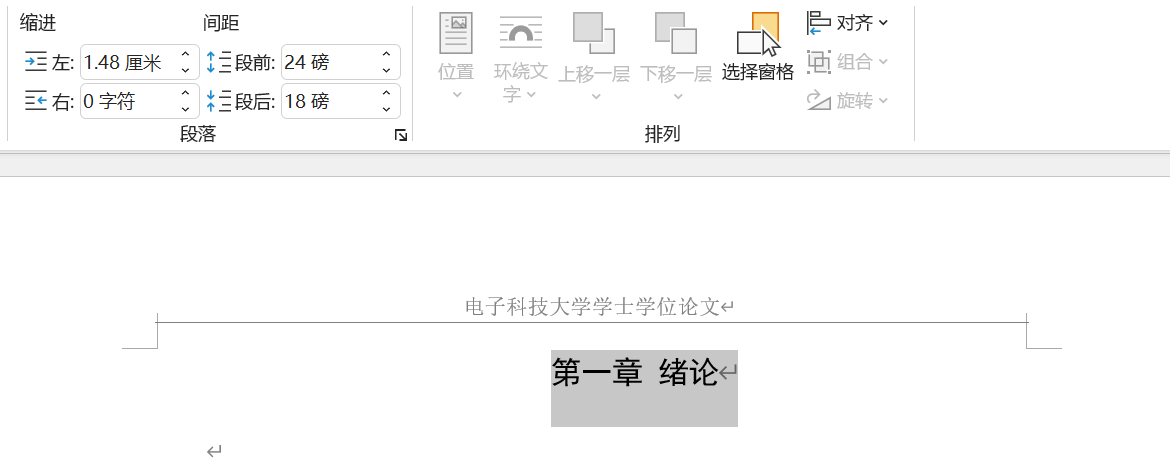 缩进
间距
左: 1.48 厘米
段前: 24 磅
右: 0 字符
段后: 18 磅
段落
位置
环绕文字
上移一层
下移一层
选择窗格
对齐
组合
旋转
排列
电子科技大学学士学位论文
第一章 绪论